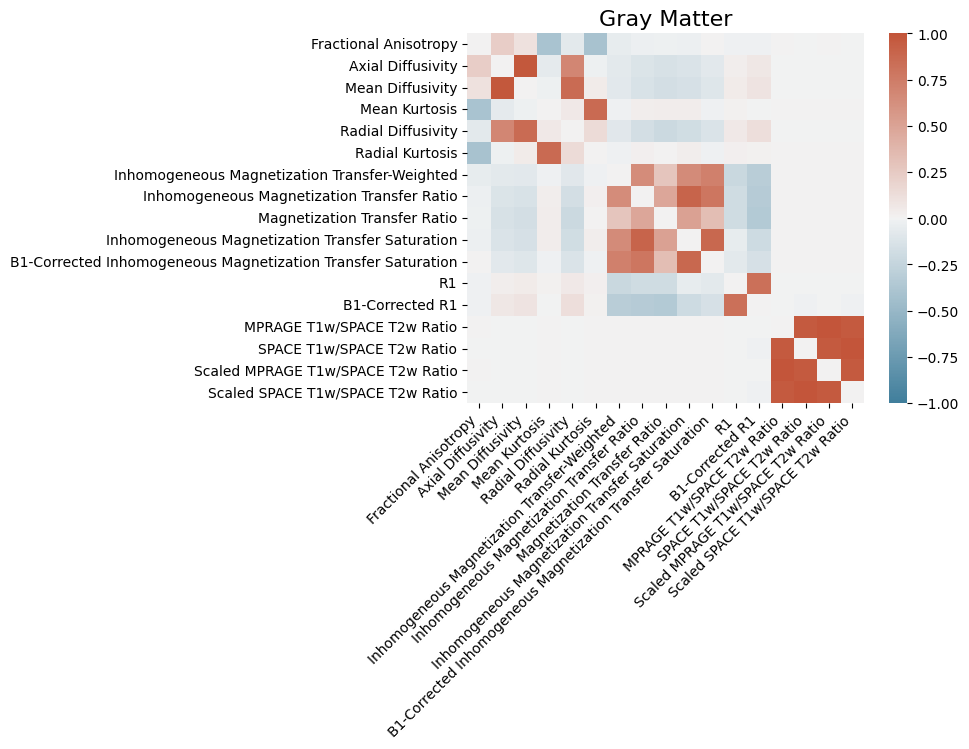 Gray Matter
Fractional Anisotropy
Axial Diffusivity
Mean Diffusivity
Mean Kurtosis
Radial Diffusivity
Radial Kurtosis
Inhomogeneous Magnetization Transfer-Weighted
Inhomogeneous Magnetization Transfer Ratio
Magnetization Transfer Ratio
Inhomogeneous Magnetization Transfer Saturation
B1-Corrected Inhomogeneous Magnetization Transfer Saturation
R1
B1-Corrected R1
MPRAGE T1w/SPACE T2w Ratio
SPACE T1w/SPACE T2w Ratio
Scaled MPRAGE T1w/SPACE T2w Ratio
Scaled SPACE T1w/SPACE T2w Ratio
Fractional Anisotropy
Axial Diffusivity
Mean Diffusivity
Mean Kurtosis
Radial Diffusivity
Radial Kurtosis
Inhomogeneous Magnetization Transfer-Weighted
Inhomogeneous Magnetization Transfer Ratio
Magnetization Transfer Ratio
Inhomogeneous Magnetization Transfer Saturation
B1-Corrected Inhomogeneous Magnetization Transfer Saturation
R1
B1-Corrected R1
MPRAGE T1w/SPACE T2w Ratio
SPACE T1w/SPACE T2w Ratio
Scaled MPRAGE T1w/SPACE T2w Ratio
Scaled SPACE T1w/SPACE T2w Ratio
1.00
0.75
0.50
0.25
0.00
−0.25
−0.50
−0.75
−1.00